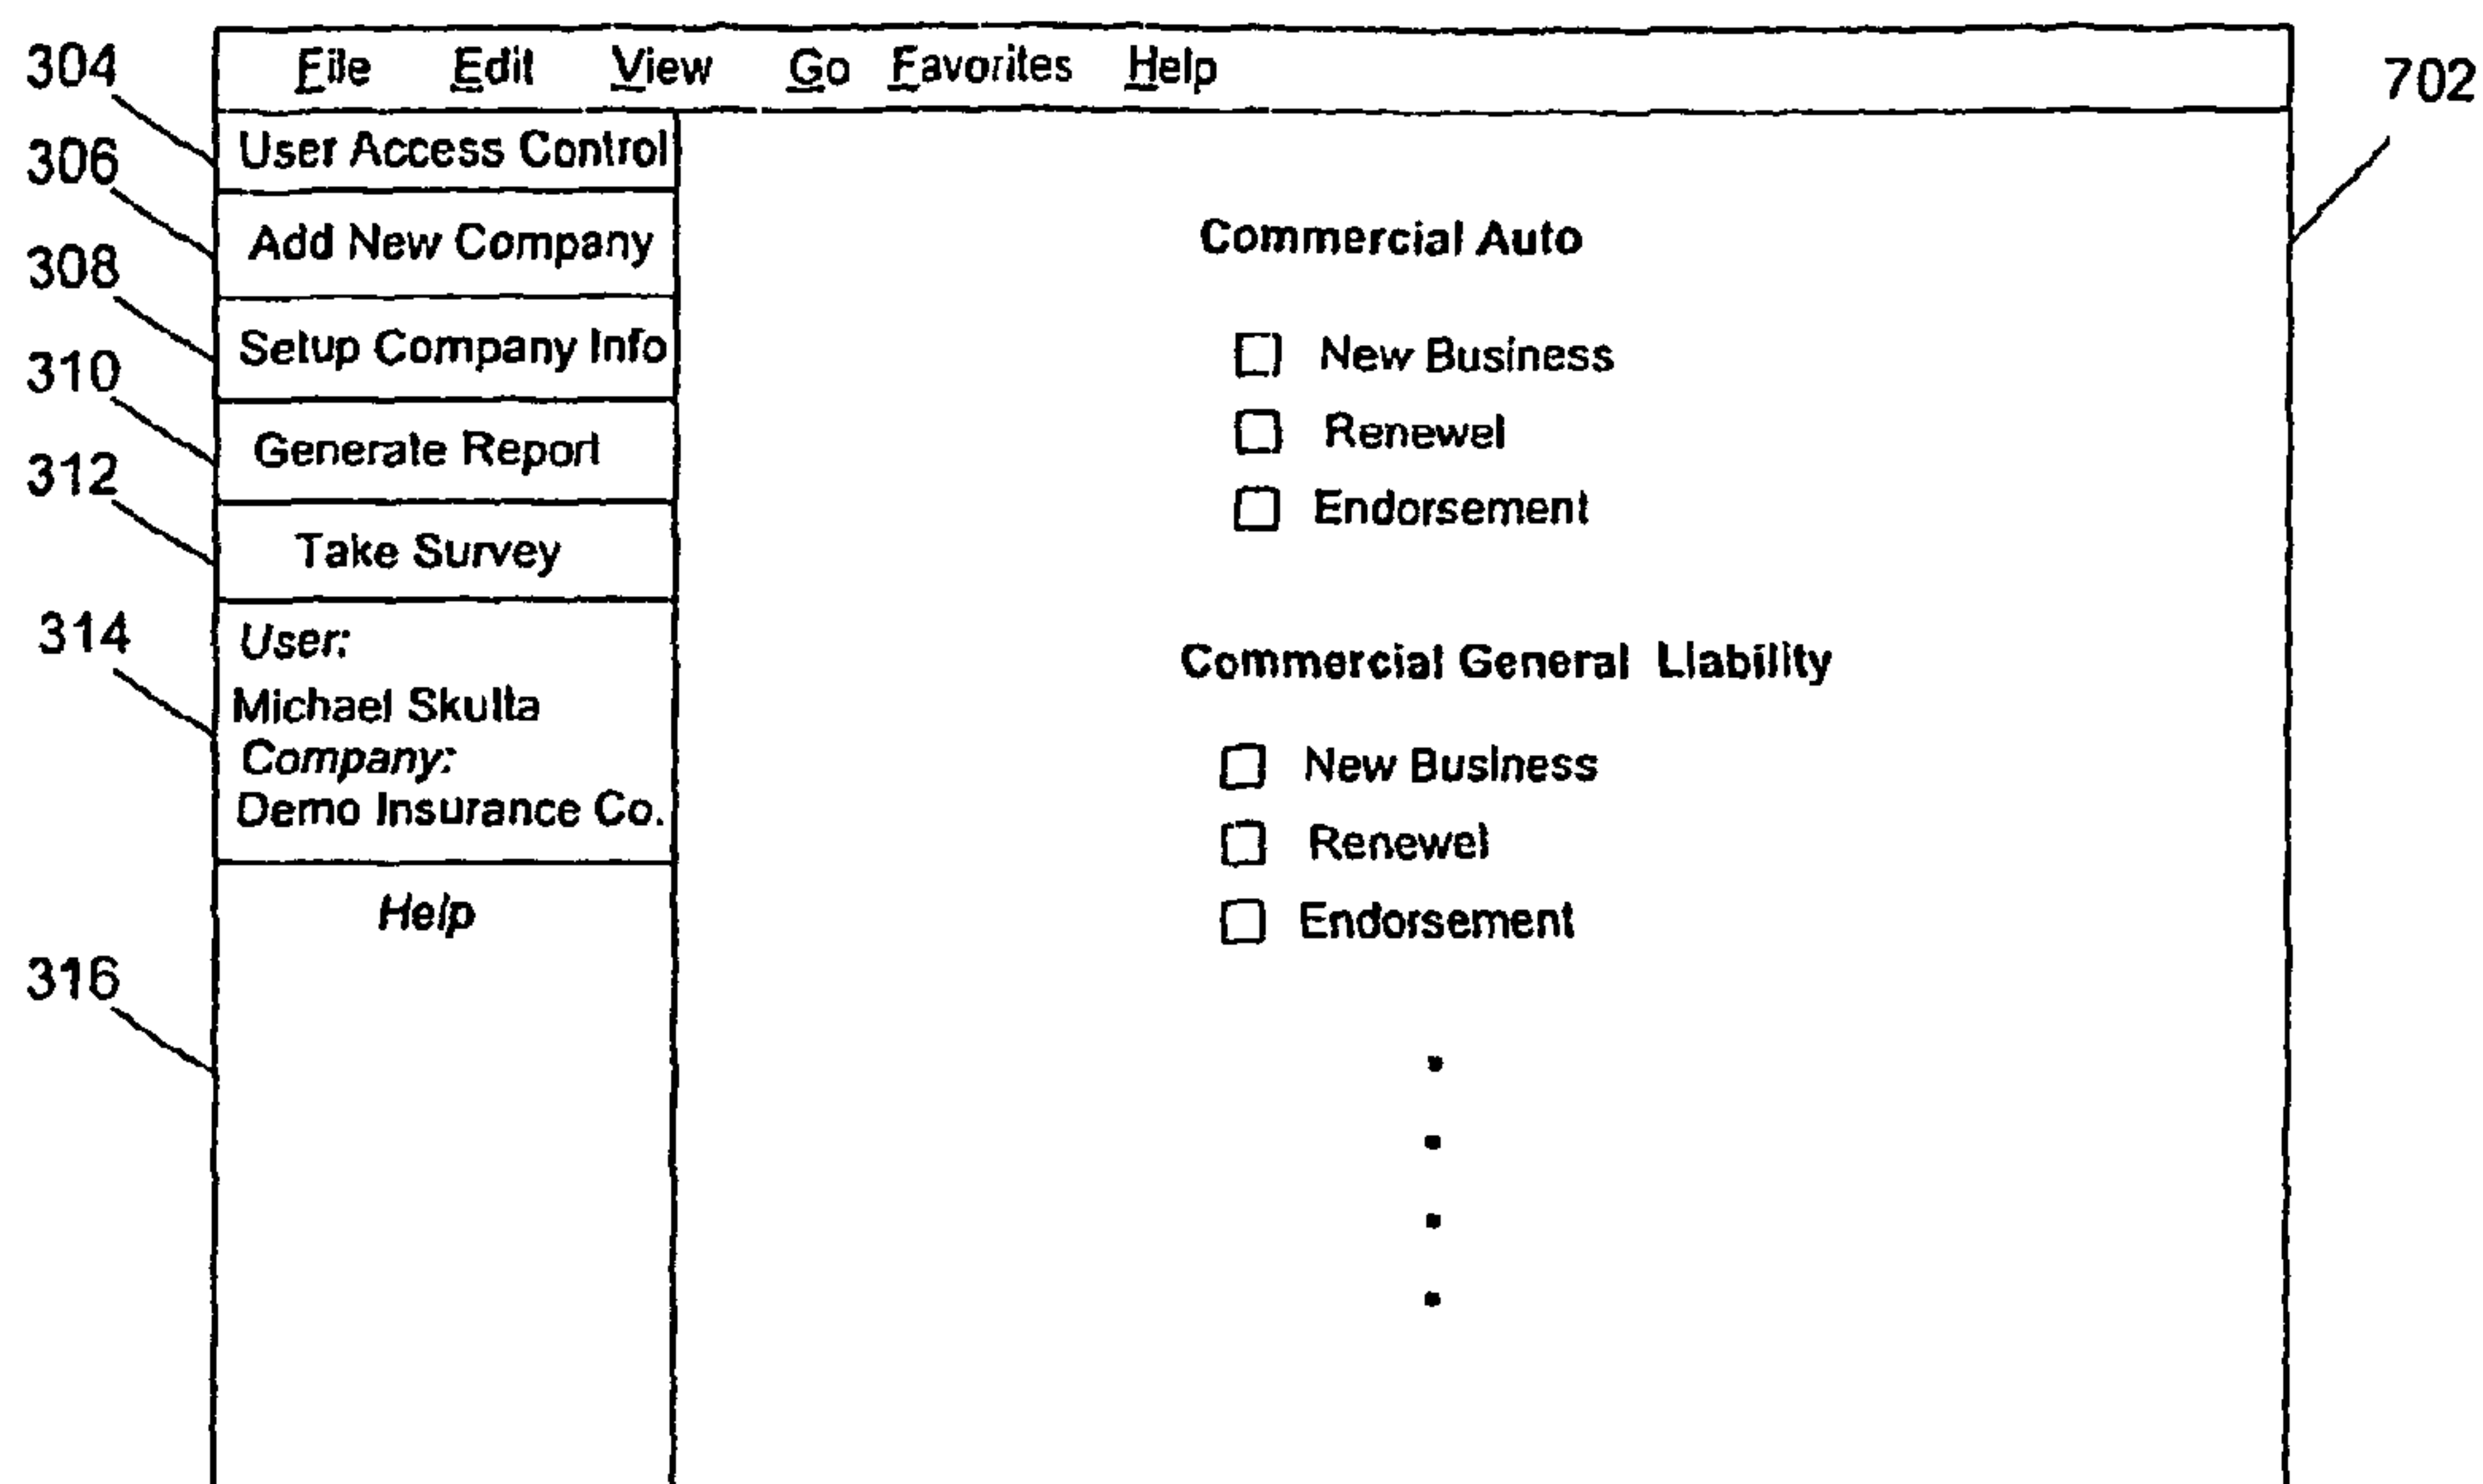 File Edit View Go Favorites Help
304
User Access Control
306
Add New Company
308
Setup Company Info
310
Generate Report
312
Take Survey
314
User:
Michael Skulta
Company:
Demo Insurance Co.
Help
316
702
Commercial Auto
New Business
Renewel
Endorsement
Commercial General Liability
New Business
Renewel
Endorsement